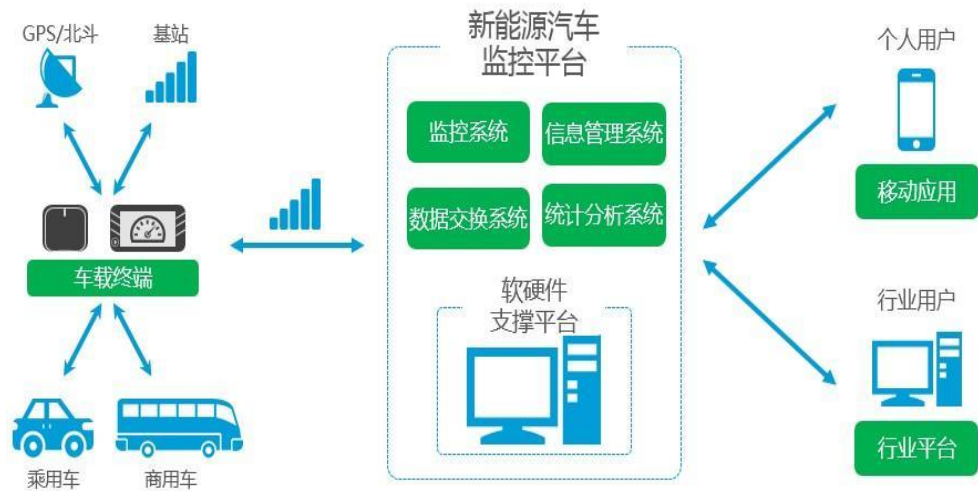 GPS/北斗
基站
车载终端
乘用车
商用车
新能源汽车
监控平台
监控系统
信息管理系统
数据交换系统
统计分析系统
软硬件
支撑平台
个人用户
移动应用
行业用户
行业平台